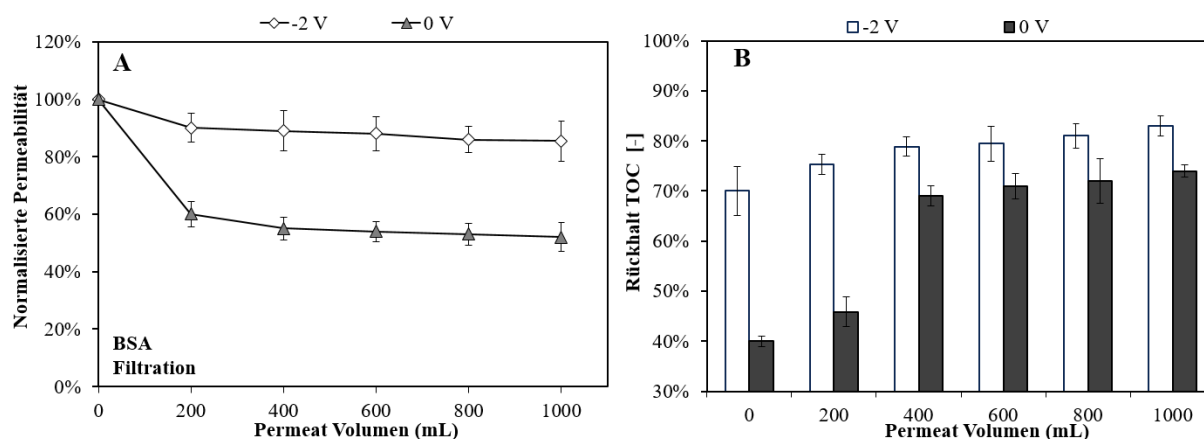 -2 V 0 V
A
Normalisierte Permeabilität
120%
100%
80%
60%
40%
20%
0%
BSA
Filtration
0 200 400 600 800 1000
Permeat Volumen (mL)
-2 V 0 V
B
Rückhalt TOC [-]
100%
90%
80%
70%
60%
50%
40%
30%
0 200 400 600 800 1000
Permeat Volumen (mL)